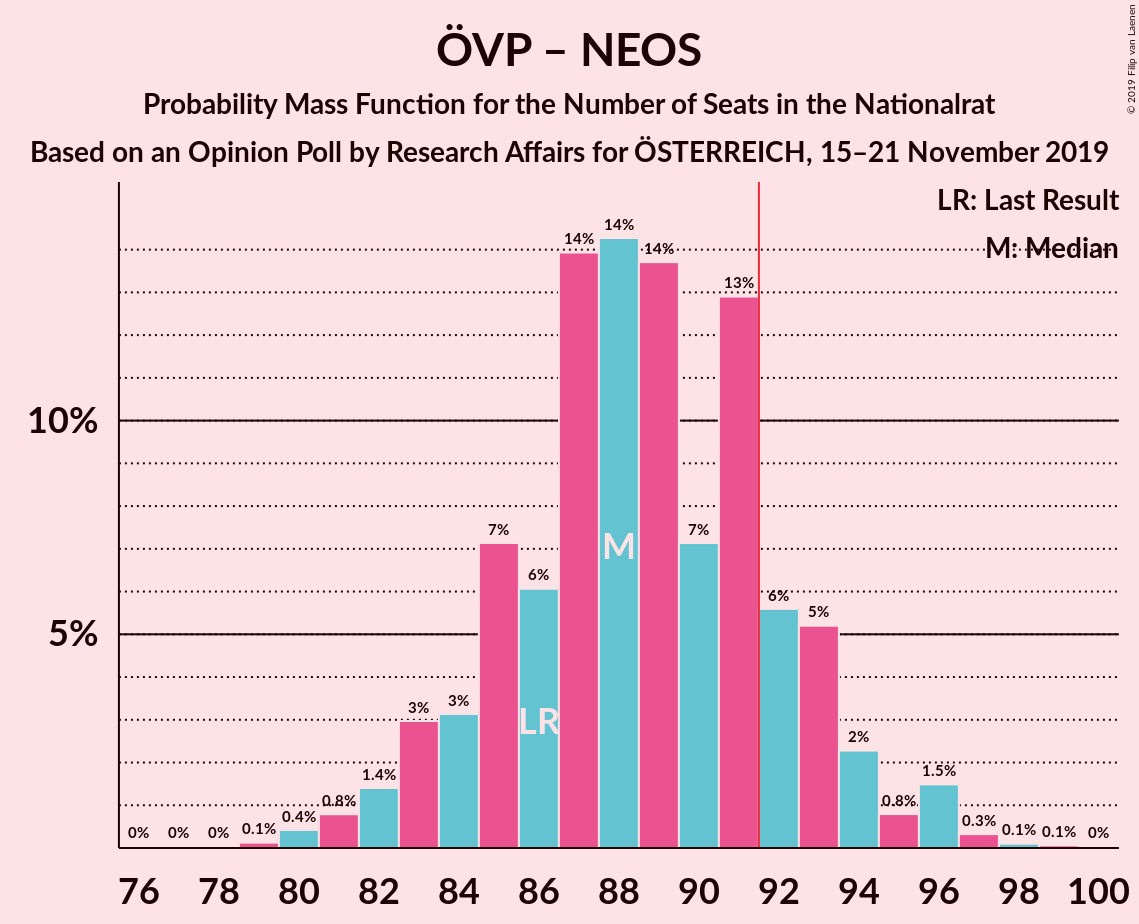 ÖVP – NEOS
Probability Mass Function for the Number of Seats in the Nationalrat
Based on an Opinion Poll by Research Affairs for ÖSTERREICH, 15–21 November 2019
© 2019 Filip van Laenen
LR: Last Result
M: Median
10%
5%
0% 0% 0% 0.1% 0.4% 0.8% 1.4% 3% 3% 7% 6% 14% 14% 14% 7% 13% 6% 5% 2% 0.8% 1.5% 0.3% 0.1% 0.1% 0%
M
LR
76 78 80 82 84 86 88 90 92 94 96 98 100